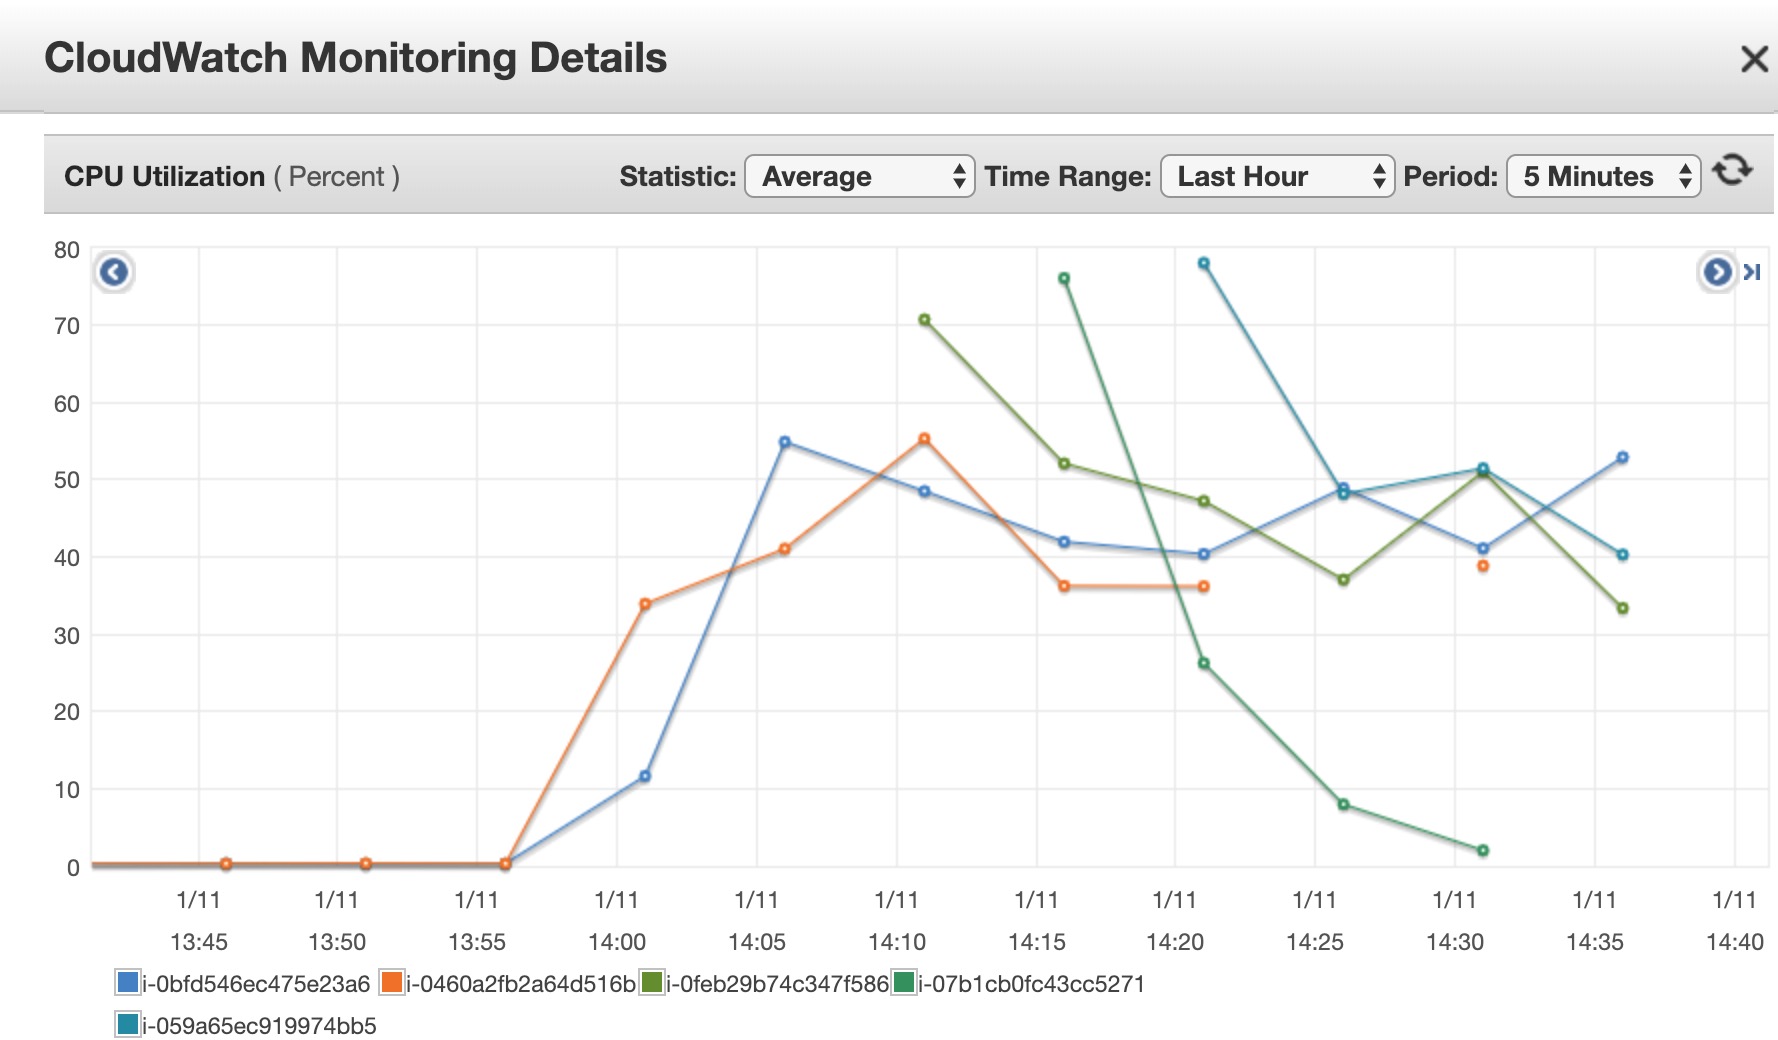 CloudWatch Monitoring Details
CPU Utilization ( Percent ) Statistic: Average Time Range: Last Hour Period: 5 Minutes
80
70
60
50
40
30
20
10
0
1/11 1/11 1/11 1/11 1/11 1/11 1/11 1/11 1/11 1/11 1/11 1/11
13:45 13:50 13:55 14:00 14:05 14:10 14:15 14:20 14:25 14:30 14:35 14:40
i-0bfd546ec475e23a6 i-0460a2fb2a64d516b i-0feb29b74c347f586 i-07b1cb0fc43cc5271
i-059a65ec919974bb5